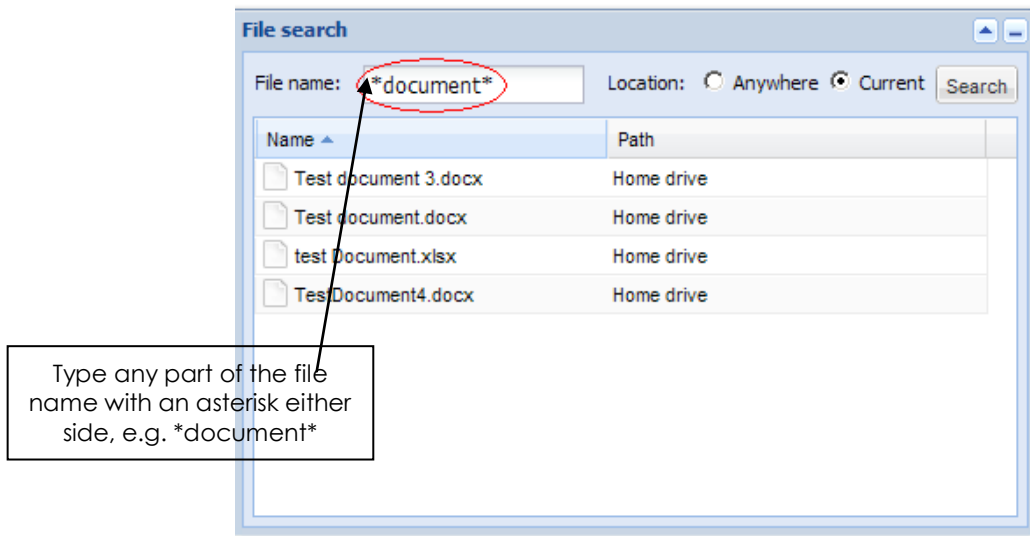 File search
File name: *document* Location: Anywhere Current Search
Name Path
Test document 3.docx Home drive
Test document.docx Home drive
test Document.xlsx Home drive
TestDocument4.docx Home drive
Type any part of the file
name with an asterisk either
side, e.g. *document*